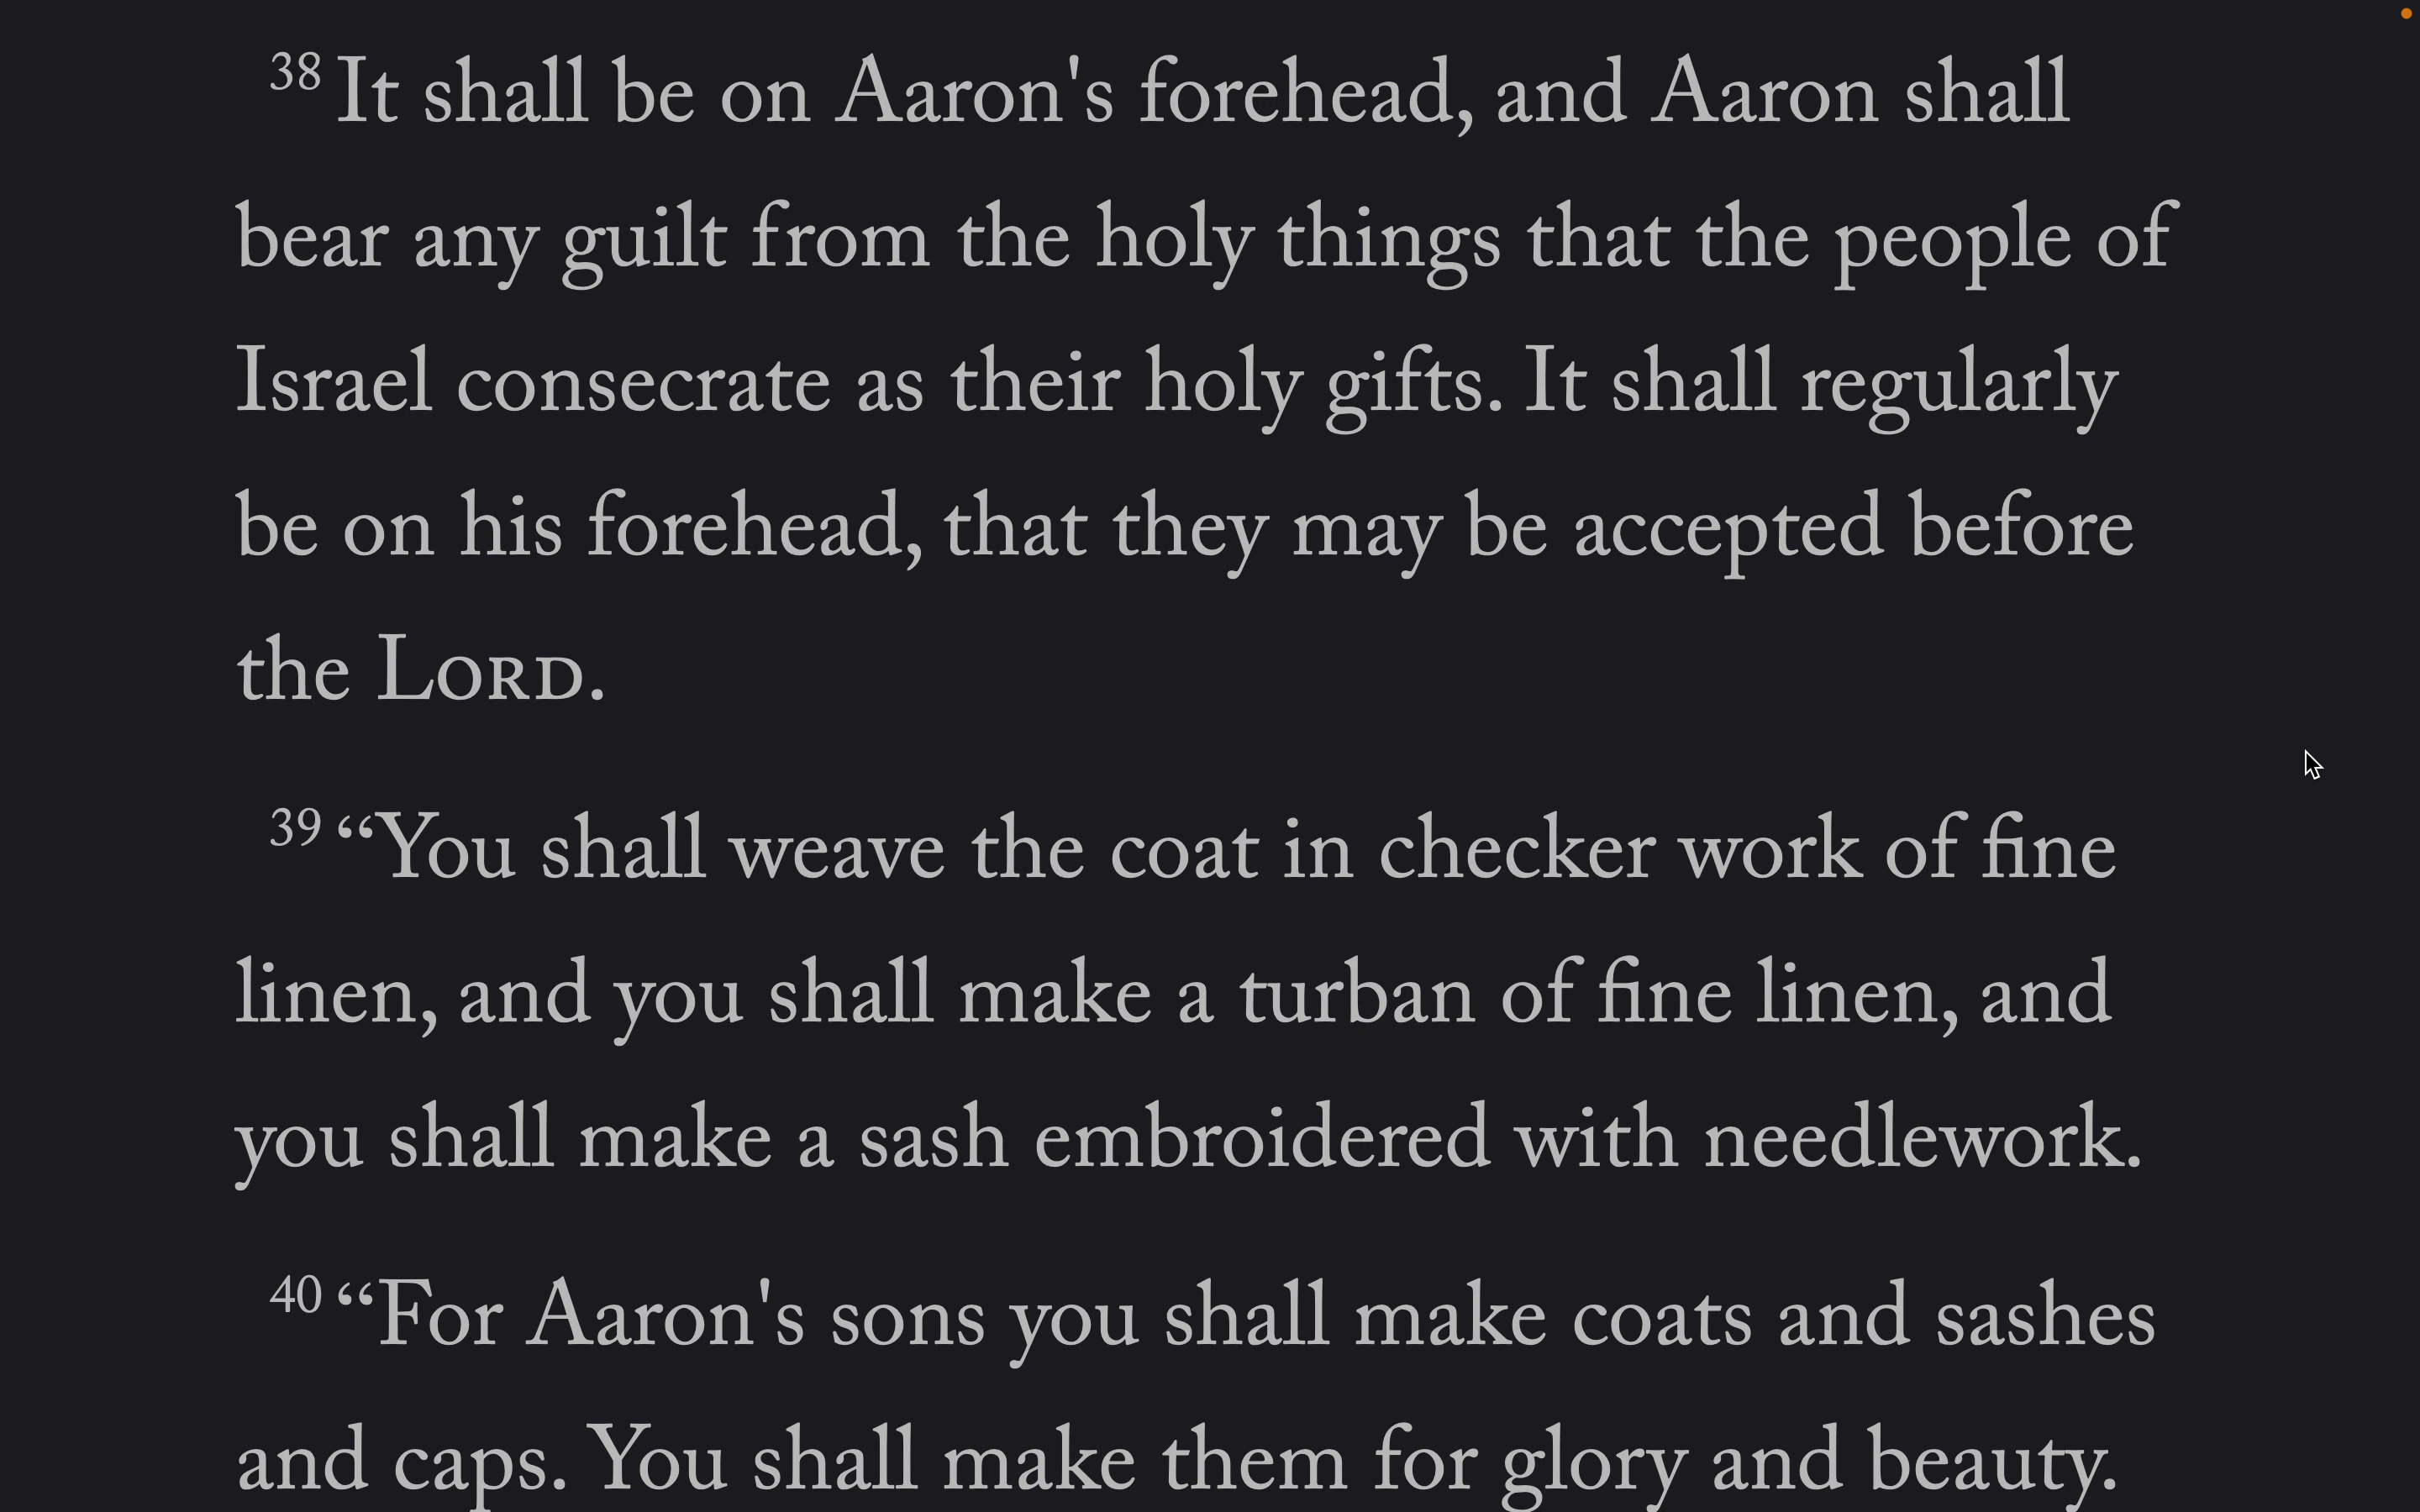 38 It shall be on Aaron's forehead, and Aaron shall
bear any guilt from the holy things that the people of
Israel consecrate as their holy gifts. It shall regularly
be on his forehead, that they may be accepted before
the LORD.
39 “You shall weave the coat in checker work of fine
linen, and you shall make a turban of fine linen, and
you shall make a sash embroidered with needlework.
40 “For Aaron's sons you shall make coats and sashes
and caps. You shall make them for glory and beauty.